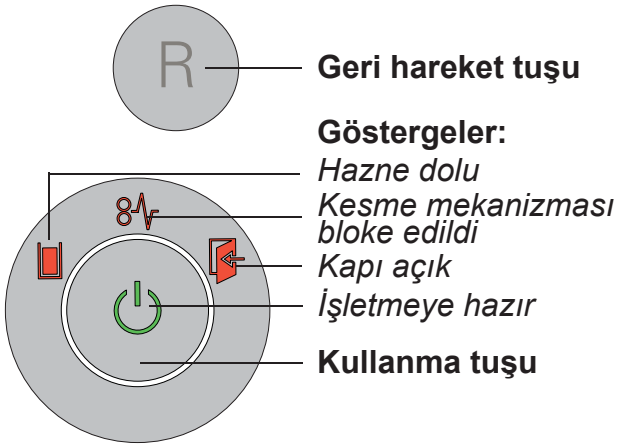 R
Geri hareket tuşu
Göstergeler:
Hazne dolu
Kesme mekanizması
bloke edildi
Kapı açık
İşletmeye hazır
Kullanma tuşu